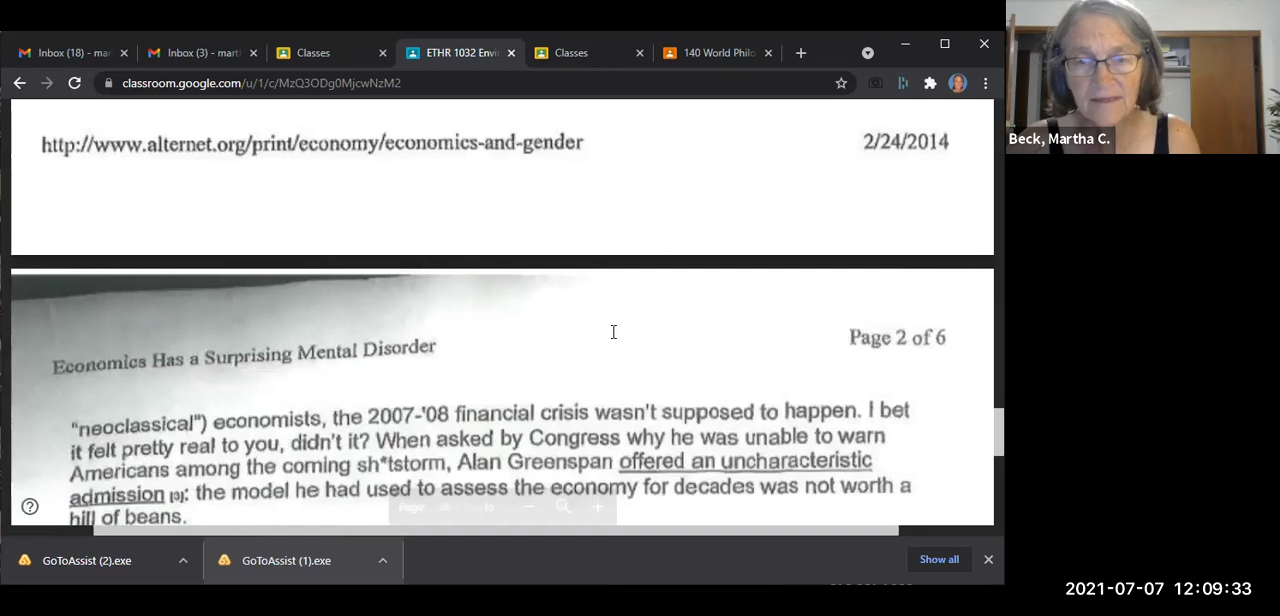 Inbox (18) - mar
Inbox (3) - mart
Classes
ETHR 1032 Envi
Classes
140 World Philo
classroom.google.com/u/1/c/MzQ3ODg0MjcwNzM2
Beck, Martha C.
http://www.alternet.org/print/economy/economics-and-gender
2/24/2014
Economics Has a Surprising Mental Disorder
Page 2 of 6
"neoclassical") economists, the 2007-'08 financial crisis wasn't supposed to happen. I bet
it felt pretty real to you, didn't it? When asked by Congress why he was unable to warn
Americans among the coming sh*tstorm, Alan Greenspan offered an uncharacteristic
admission [9]: the model he had used to assess the economy for decades was not worth a
hill of beans.
Page
GoToAssist (2).exe
GoToAssist (1).exe
Show all
2021-07-07 12:09:33